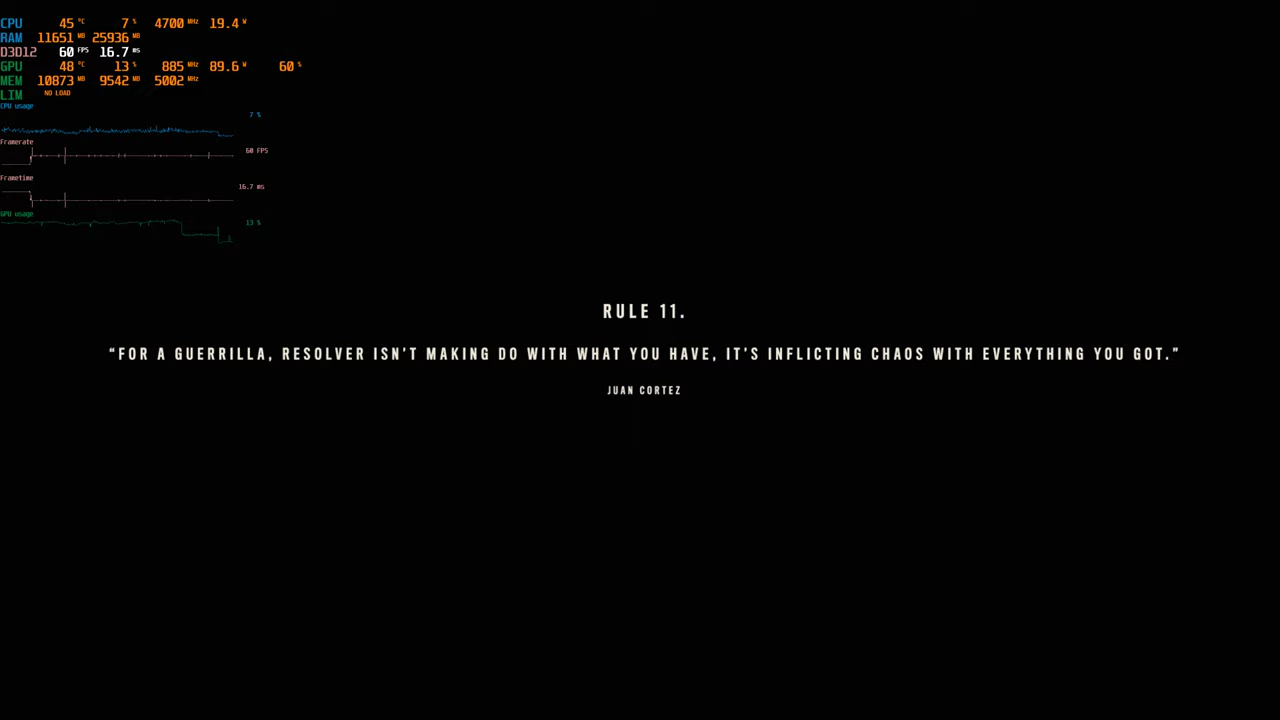 CPU 45 °C 7 % 4700 MHz 19.4 W
RAM 11651 MB 25936 MB
D3D12 60 FPS 16.7 ms
GPU 48 °C 13 % 885 MHz 89.6 W 60 %
MEM 10873 MB 9542 MB 5002 MHz
LIM NO LOAD
CPU usage
7 %
Framerate
60 FPS
Frametime
16.7 ms
GPU usage
13 %
RULE 11.
“FOR A GUERRILLA, RESOLVER ISN'T MAKING DO WITH WHAT YOU HAVE, IT'S INFLICTING CHAOS WITH EVERYTHING YOU GOT.”
JUAN CORTEZ